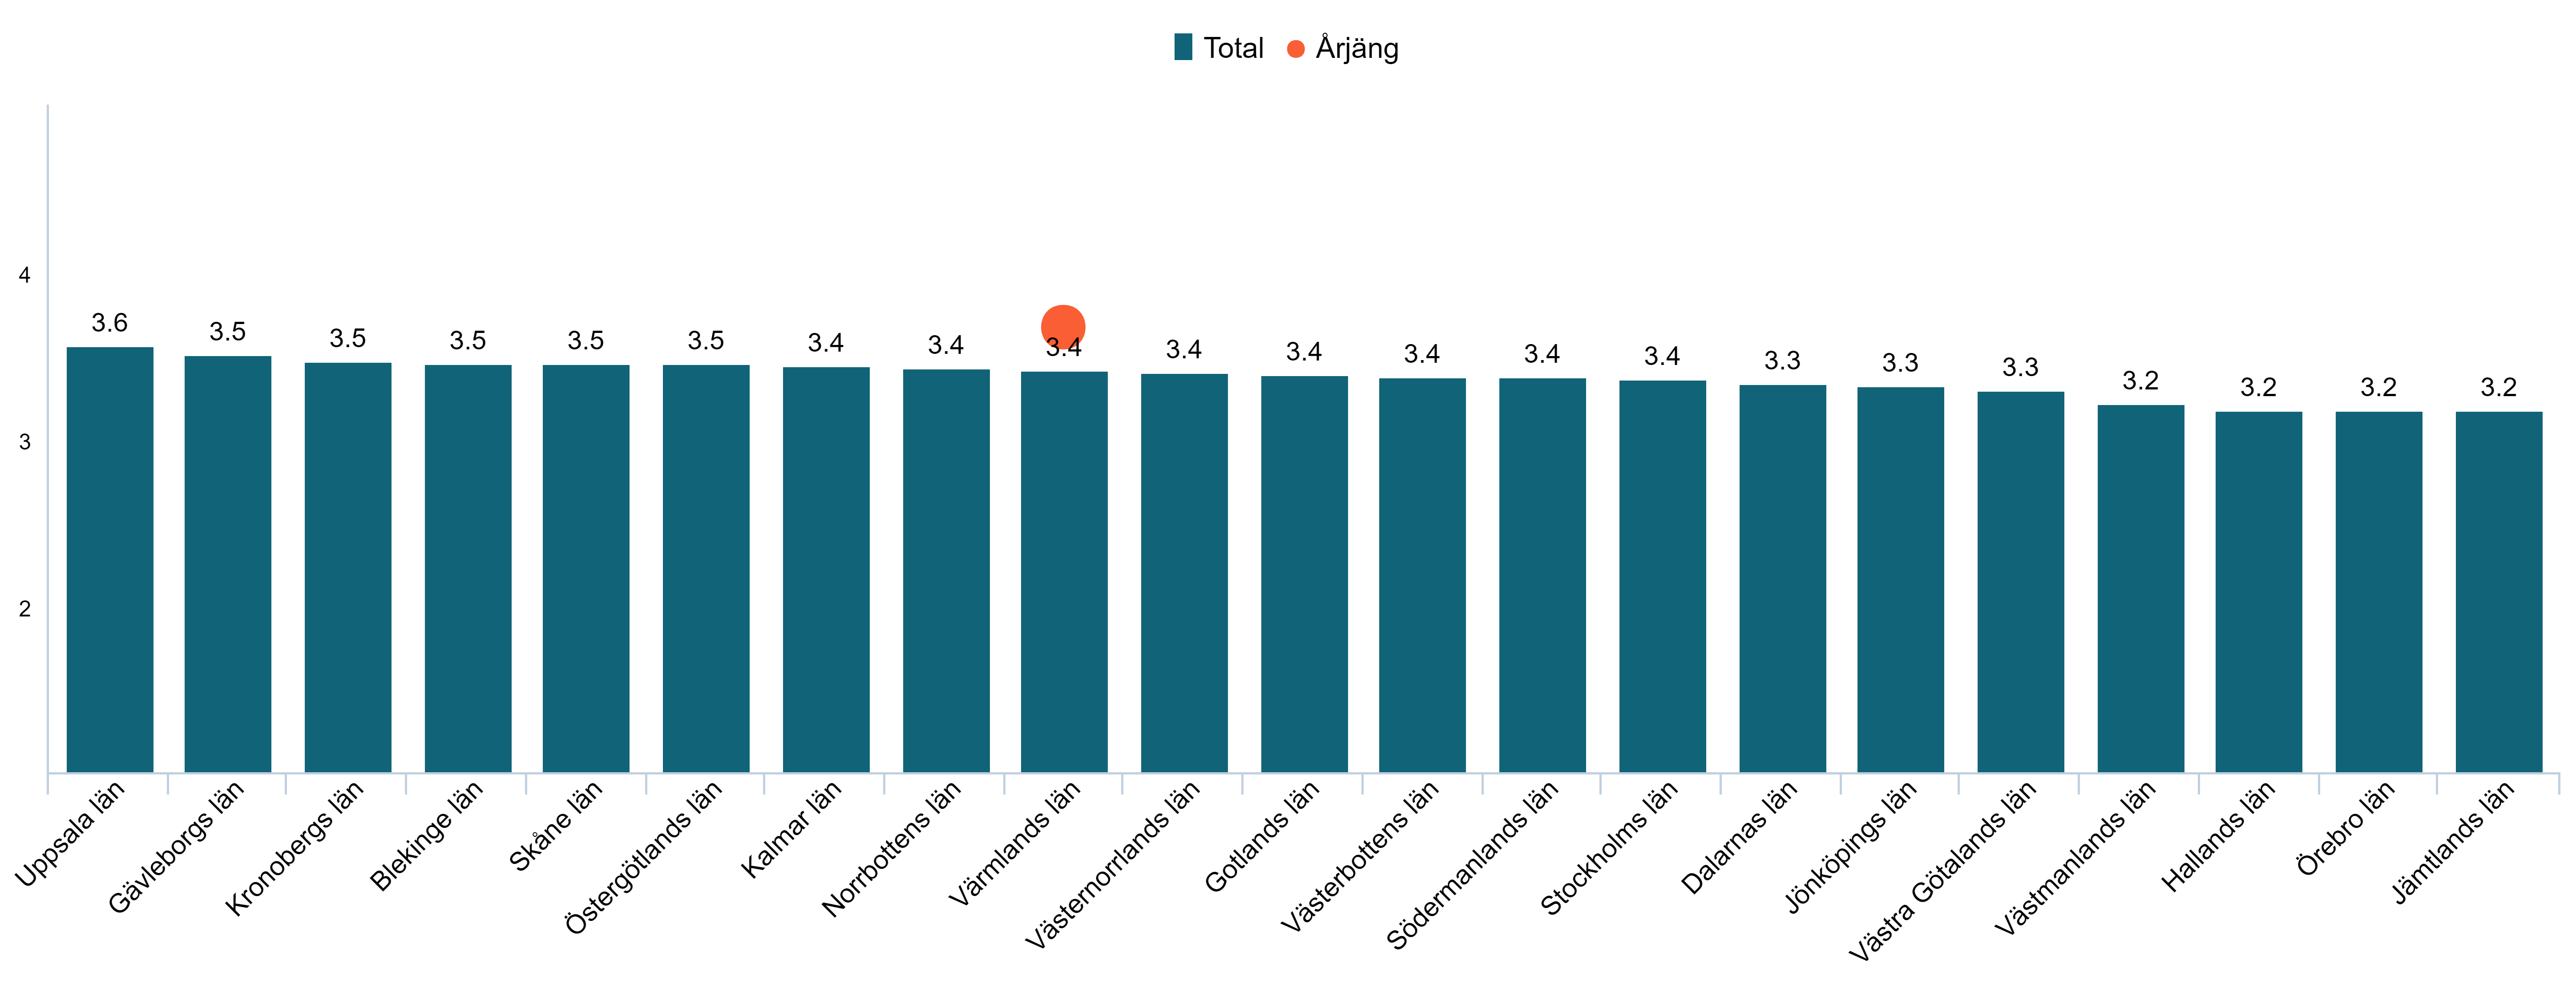 Total Årjäng
4
3
2
3.6 3.5 3.5 3.5 3.5 3.5 3.4 3.4 3.4 3.4 3.4 3.4 3.4 3.4 3.3 3.3 3.3 3.2 3.2 3.2 3.2
Uppsala län
Gävleborgs län
Kronobergs län
Blekinge län
Skåne län
Östergötlands län
Kalmar län
Norrbottens län
Värmlands län
Västernorrlands län
Gotlands län
Västerbottens län
Södermanlands län
Stockholms län
Dalarnas län
Jönköpings län
Västra Götalands län
Västmanlands län
Hallands län
Örebro län
Jämtlands län